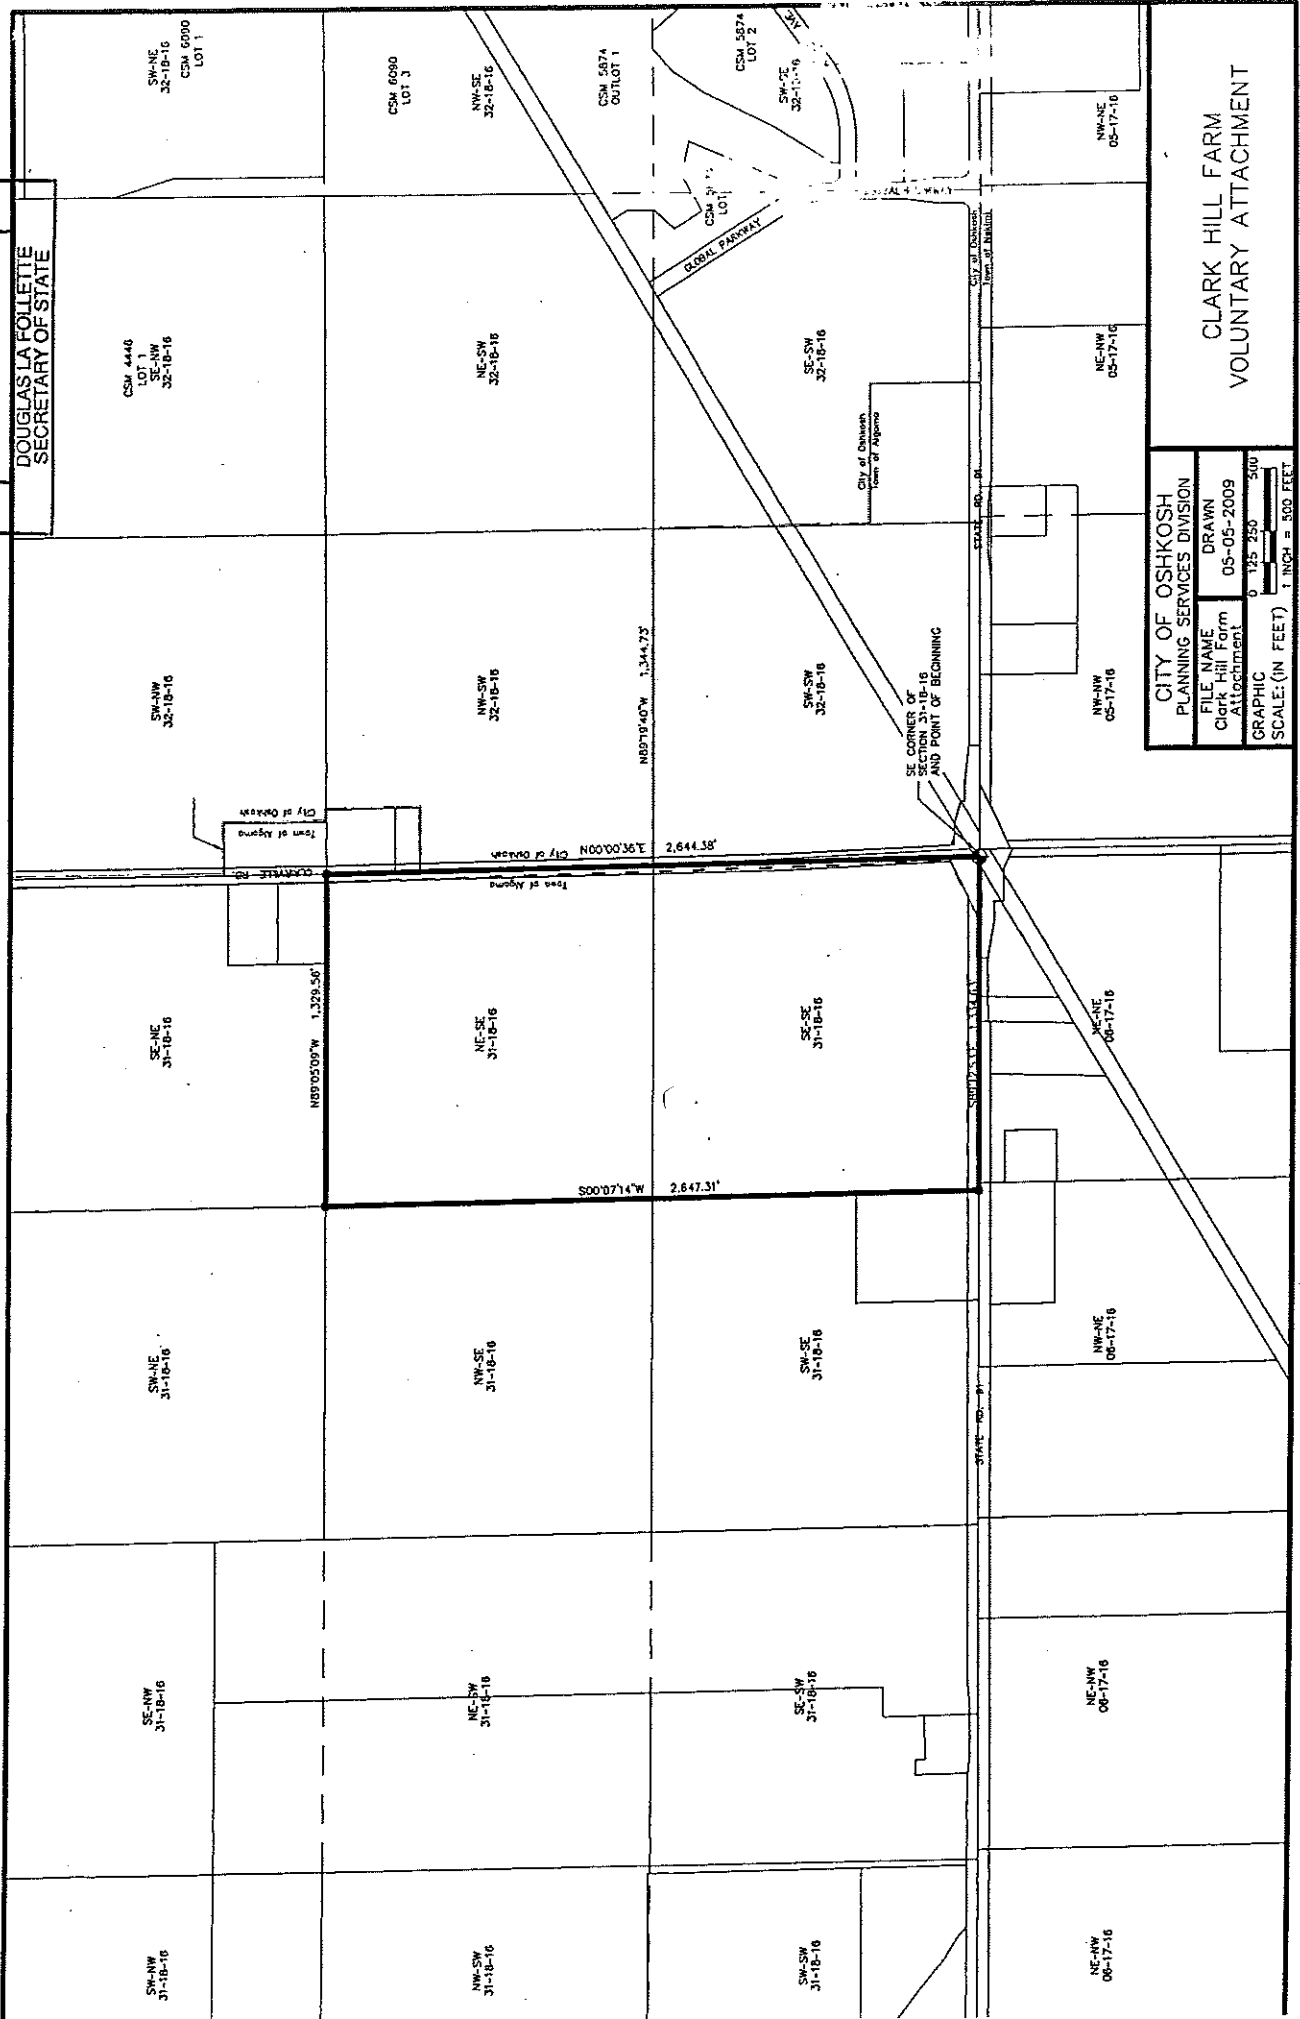 DOUGLAS LA FOLLETTE
SECRETARY OF STATE
SW-NW
31-18-16
SE-NW
31-18-16
SW-NE
31-18-16
SE-NE
31-18-16
SW-NW
32-18-16
CSM 4448
LOT 1
SE-NW
32-18-16
SW-NE
32-18-16
CSM 6090
LOT 1
CLAIRVILLE RD.
Town of Algoma
City of Oshkosh
N89°05'09"W 1,329.56'
CSM 6090
LOT 3
NW-SW
31-18-16
NE-SW
31-18-16
NW-SE
31-18-16
NE-SE
31-18-16
NW-SW
32-18-16
NE-SW
32-18-16
NW-SE
32-18-16
Town of Algoma
City of Oshkosh
S00°07'14"W 2,647.31'
N00°00'36"E 2,644.38'
N89°19'40"W 1,344.73'
CSM 5874
OUTLOT 1
GLOBAL PARKWAY
CSM
LOT
CSM 5874
LOT 2
AVE.
SW-SW
31-18-16
SE-SW
31-18-16
SW-SE
31-18-16
SE-SE
31-18-16
SW-SW
32-18-16
SE-SW
32-18-16
SW-SE
City of Oshkosh
Town of Algoma
SE CORNER OF
SECTION 31-18-16
AND POINT OF BEGINNING
STATE RD. 91
STATE RD. 91
City of Oshkosh
Town of Nekimi
NE-NW
06-17-16
NE-NW
06-17-16
NW-NE
06-17-16
NE-NE
06-17-16
NW-NW
05-17-16
NE-NW
05-17-16
NW-NE
05-17-16
CITY OF OSHKOSH
PLANNING SERVICES DIVISION
FILE NAME
Clark Hill Farm
Attachment
DRAWN
05-05-2009
GRAPHIC
SCALE: (IN FEET)
0 125 250 500
1 INCH = 500 FEET
CLARK HILL FARM
VOLUNTARY ATTACHMENT